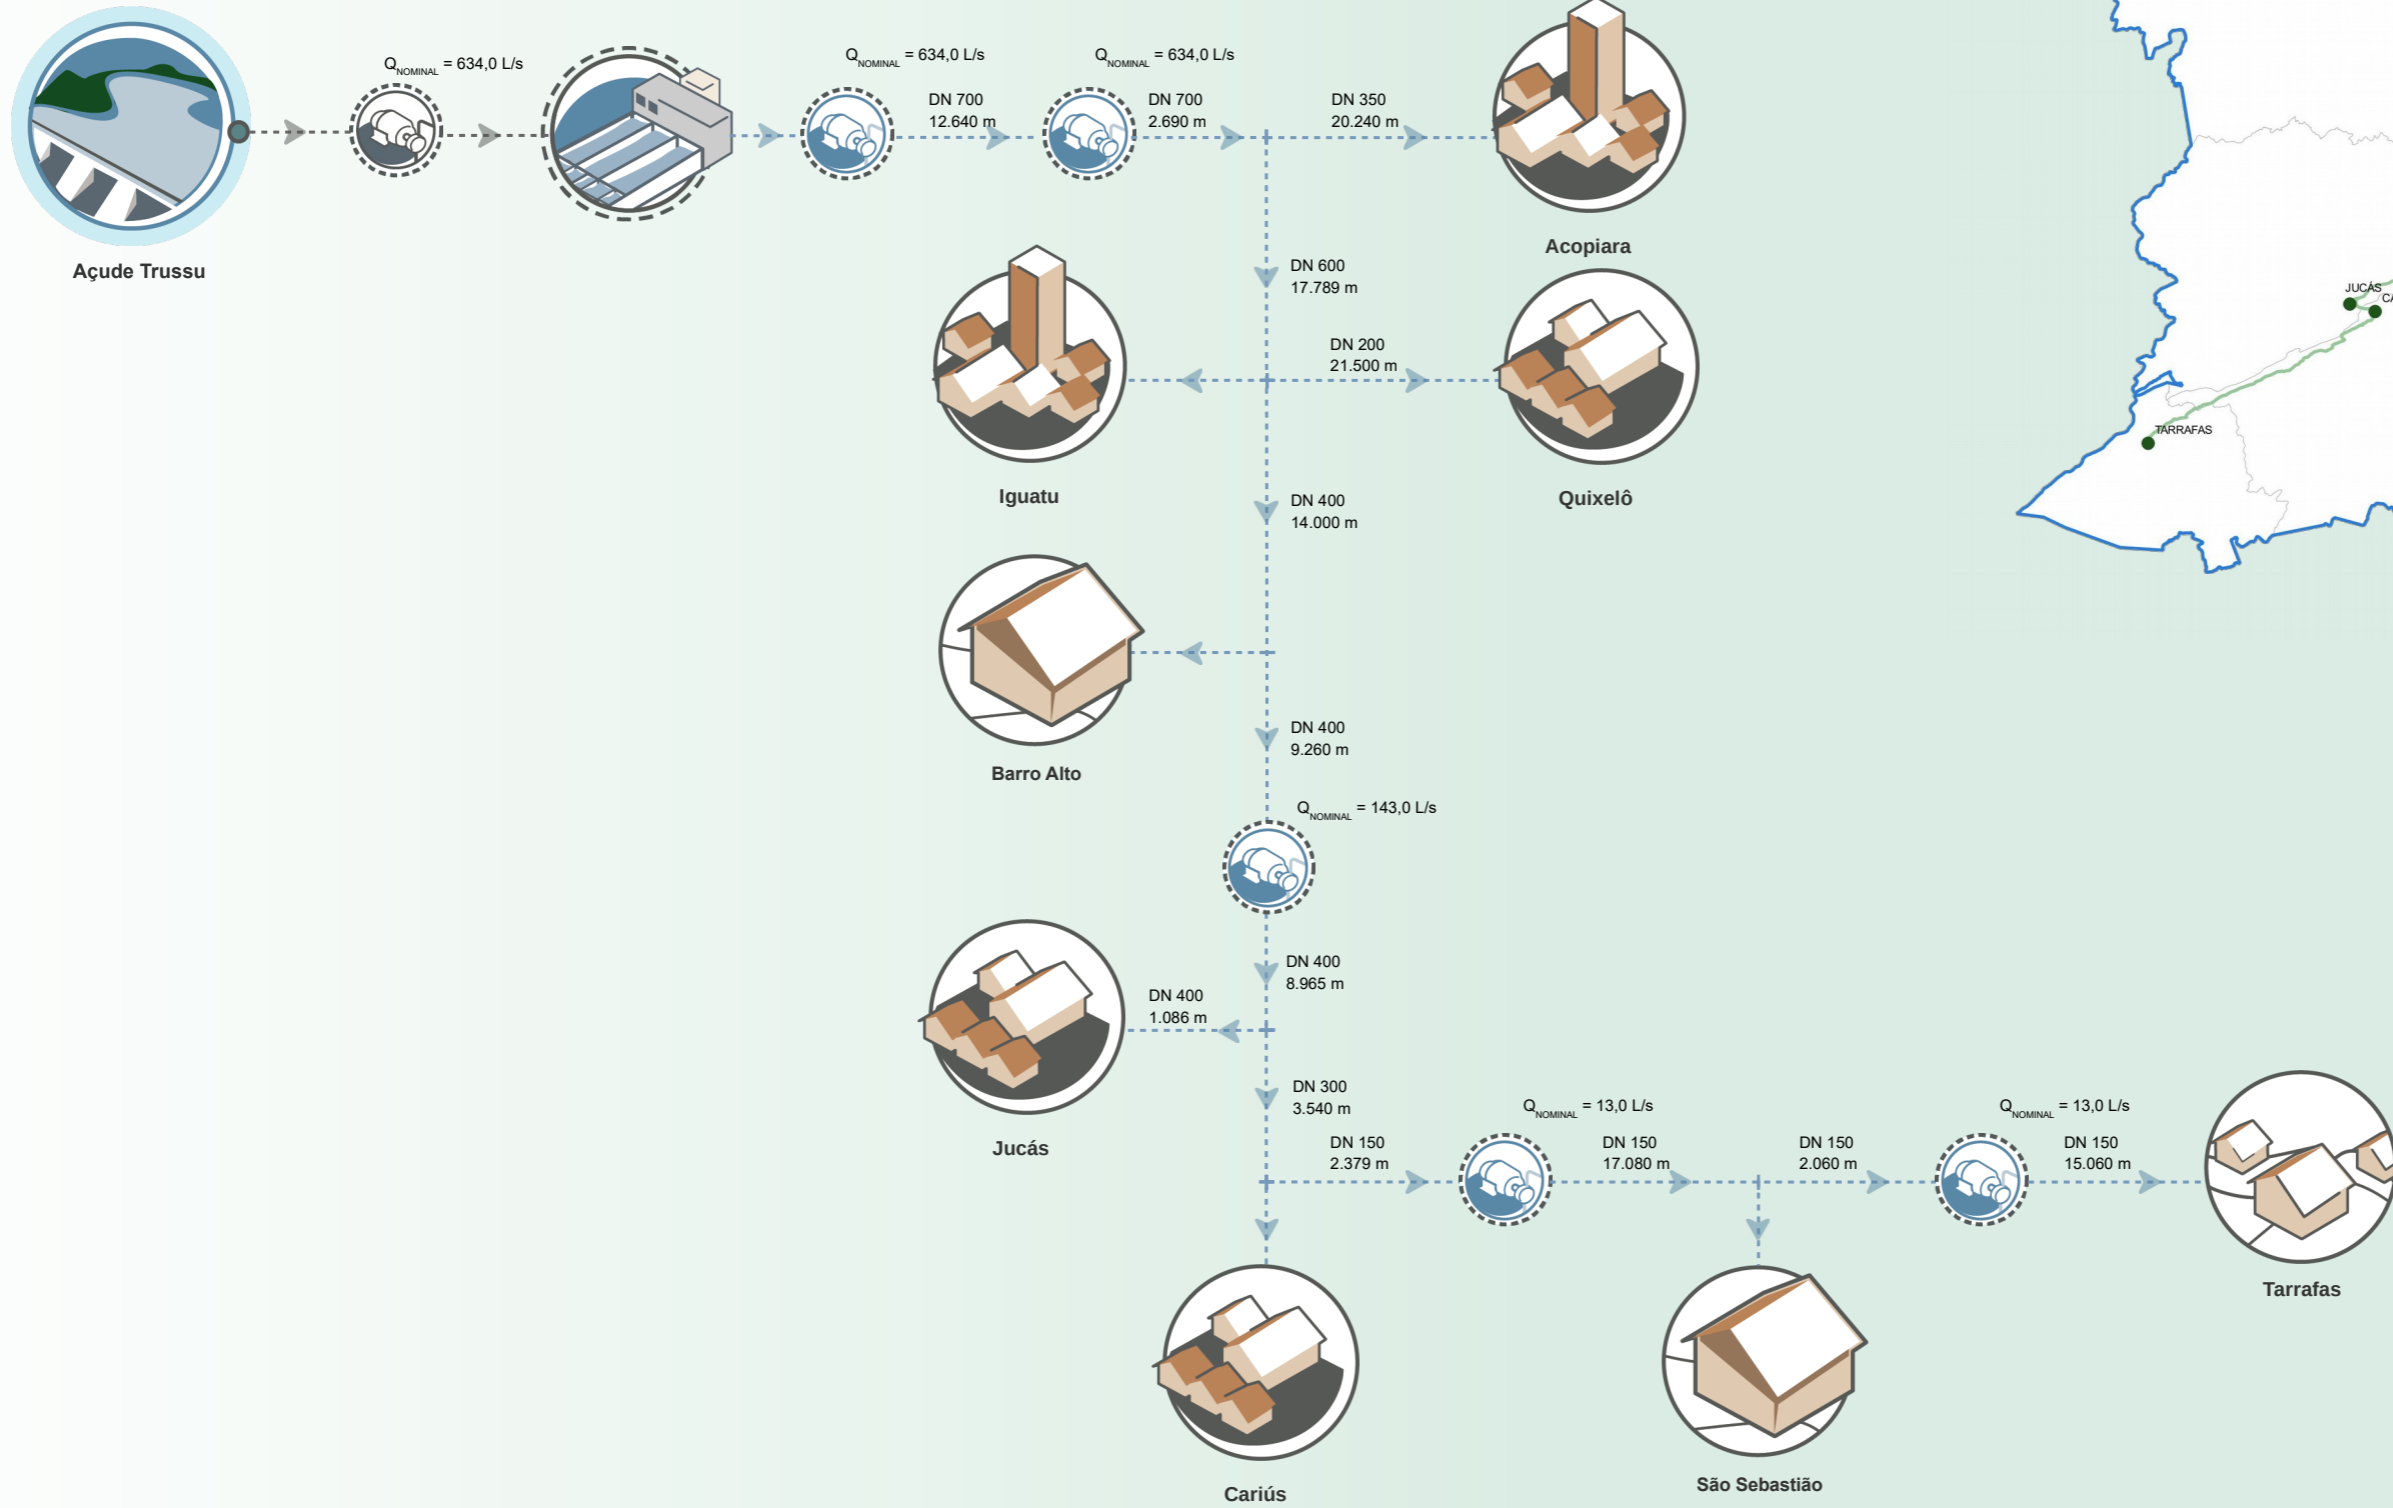 Q NOMINAL = 634,0 L/s
Q NOMINAL = 634,0 L/s
Q NOMINAL = 634,0 L/s
DN 700
12.640 m
DN 700
2.690 m
DN 350
20.240 m
Açude Trussu
Acopiara
DN 600
17.789 m
DN 200
21.500 m
Iguatu
Quixelô
DN 400
14.000 m
Barro Alto
DN 400
9.260 m
Q NOMINAL = 143,0 L/s
DN 400
8.965 m
DN 400
1.086 m
Jucás
DN 300
3.540 m
DN 150
2.379 m
Q NOMINAL = 13,0 L/s
DN 150
17.080 m
DN 150
2.060 m
Q NOMINAL = 13,0 L/s
DN 150
15.060 m
Tarrafas
Cariús
São Sebastião
JUCÁS
CA
TARRAFAS